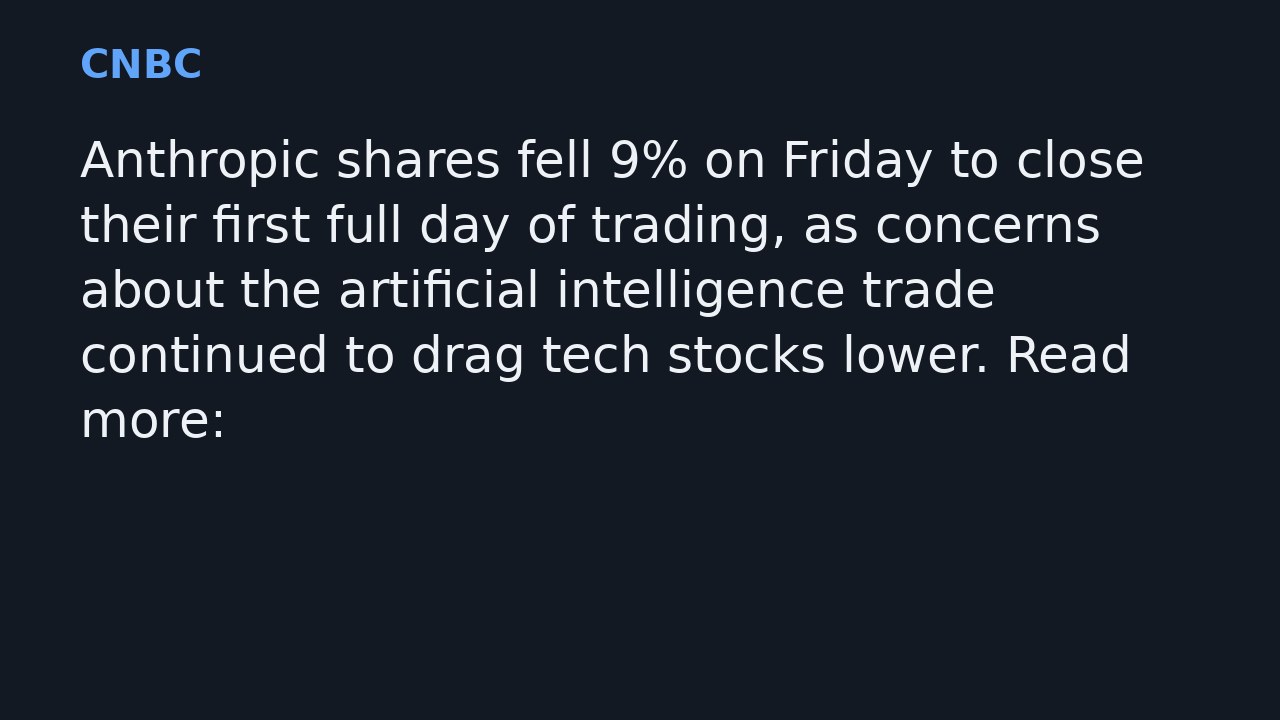 CNBC
Anthropic shares fell 9% on Friday to close
their first full day of trading, as concerns
about the artificial intelligence trade
continued to drag tech stocks lower. Read
more: